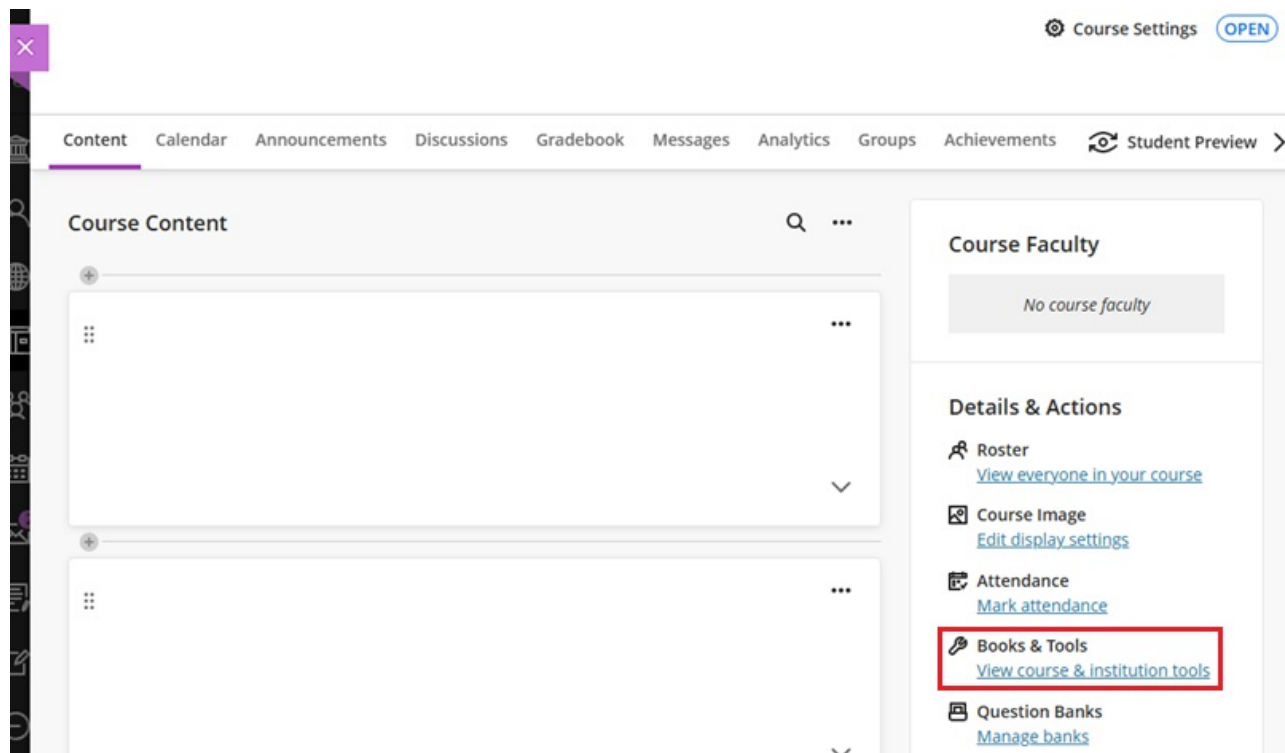 Course Settings OPEN
Content Calendar Announcements Discussions Gradebook Messages Analytics Groups Achievements Student Preview
Course Content
Course Faculty
No course faculty
Details & Actions
Roster
View everyone in your course
Course Image
Edit display settings
Attendance
Mark attendance
Books & Tools
View course & institution tools
Question Banks
Manage banks